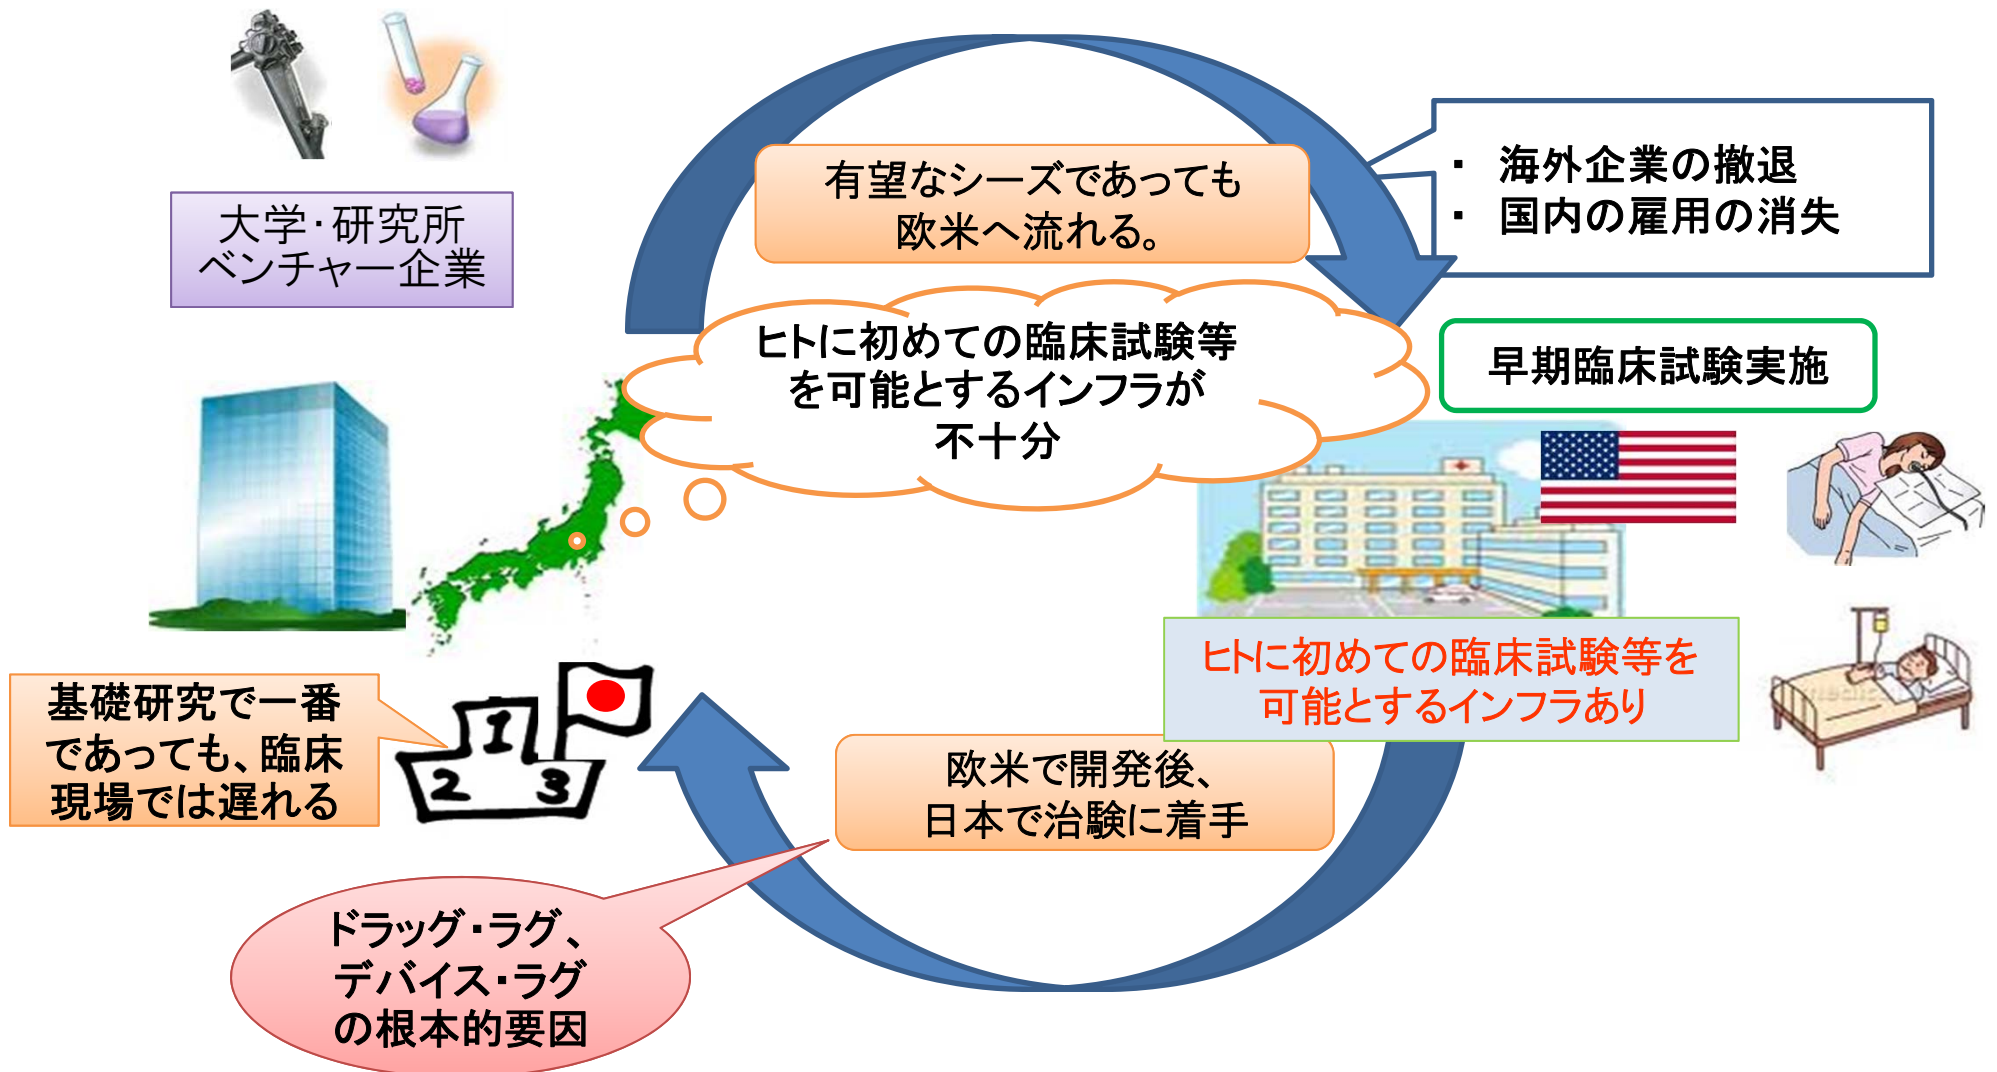 大学・研究所
ベンチャー企業
有望なシーズであっても
欧米へ流れる。
・ 海外企業の撤退
・ 国内の雇用の消失
ヒトに初めての臨床試験等
を可能とするインフラが
不十分
早期臨床試験実施
ヒトに初めての臨床試験等を
可能とするインフラあり
基礎研究で一番
であっても、臨床
現場では遅れる
1
2 3
欧米で開発後、
日本で治験に着手
ドラッグ・ラグ、
デバイス・ラグ
の根本的要因